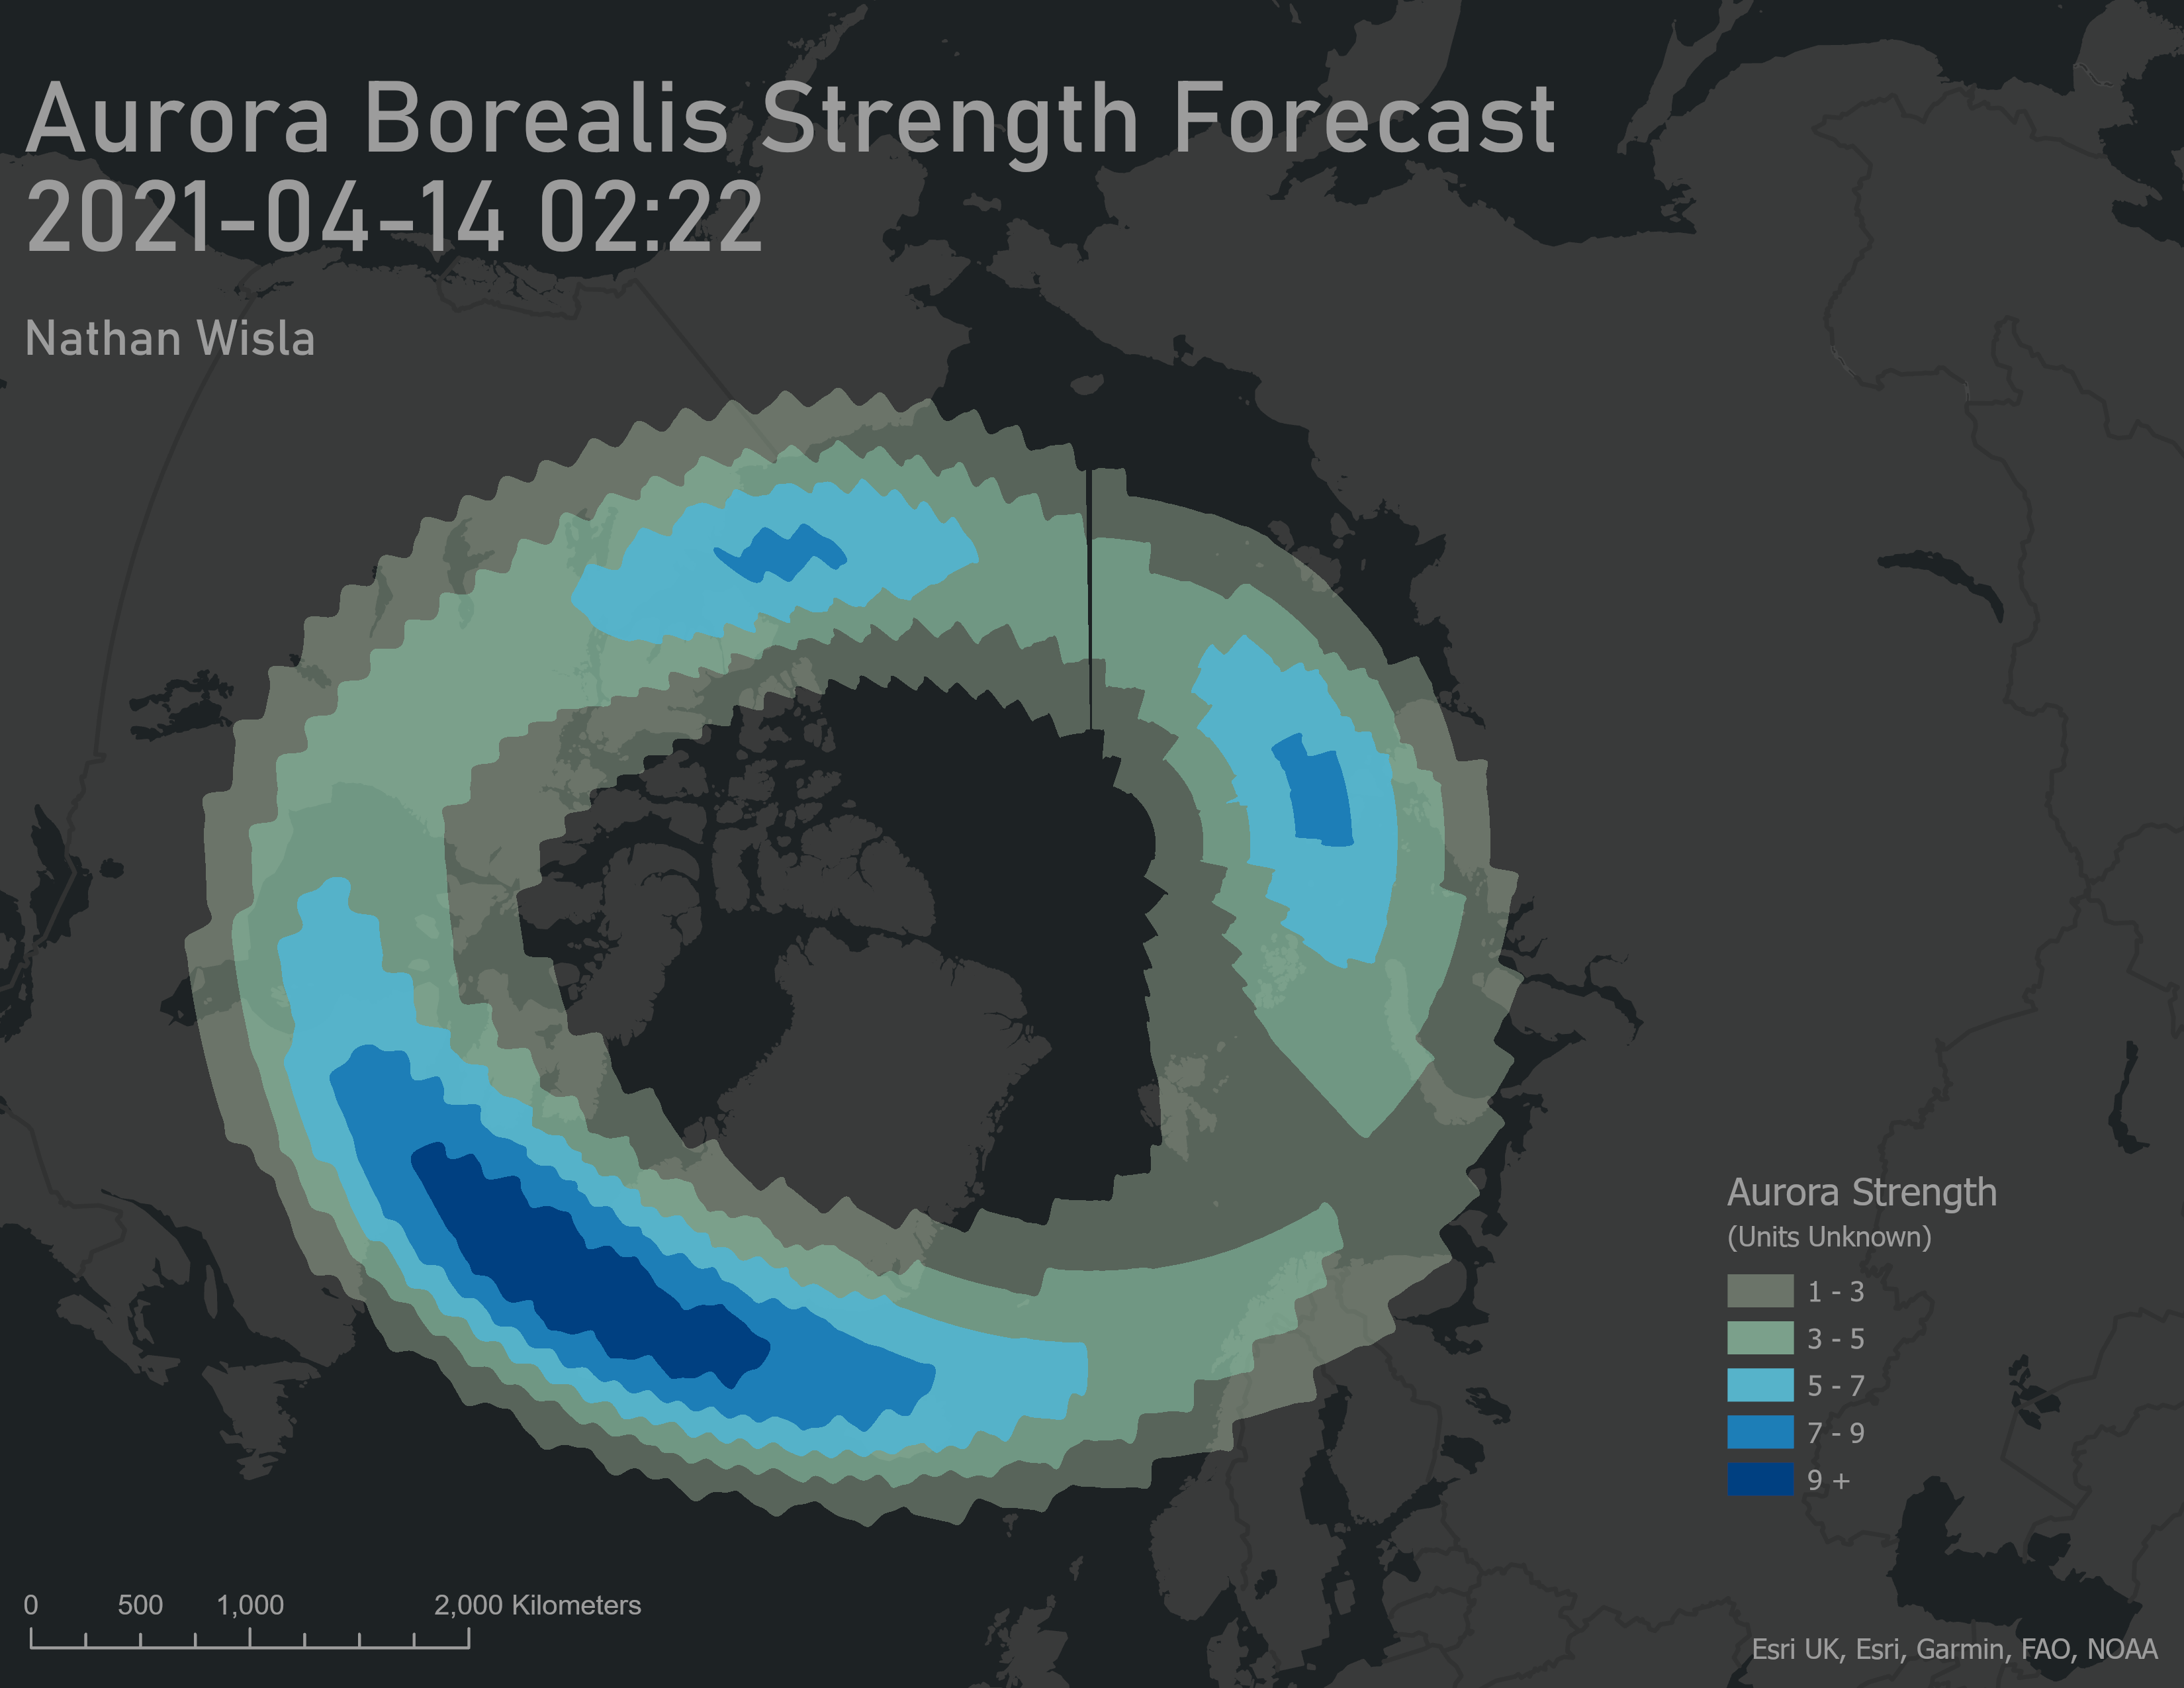 Aurora Borealis Strength Forecast
2021-04-14 02:22
Nathan Wisla
Aurora Strength
(Units Unknown)
1 - 3
3 - 5
5 - 7
7 - 9
9 +
0 500 1,000 2,000 Kilometers
Esri UK, Esri, Garmin, FAO, NOAA